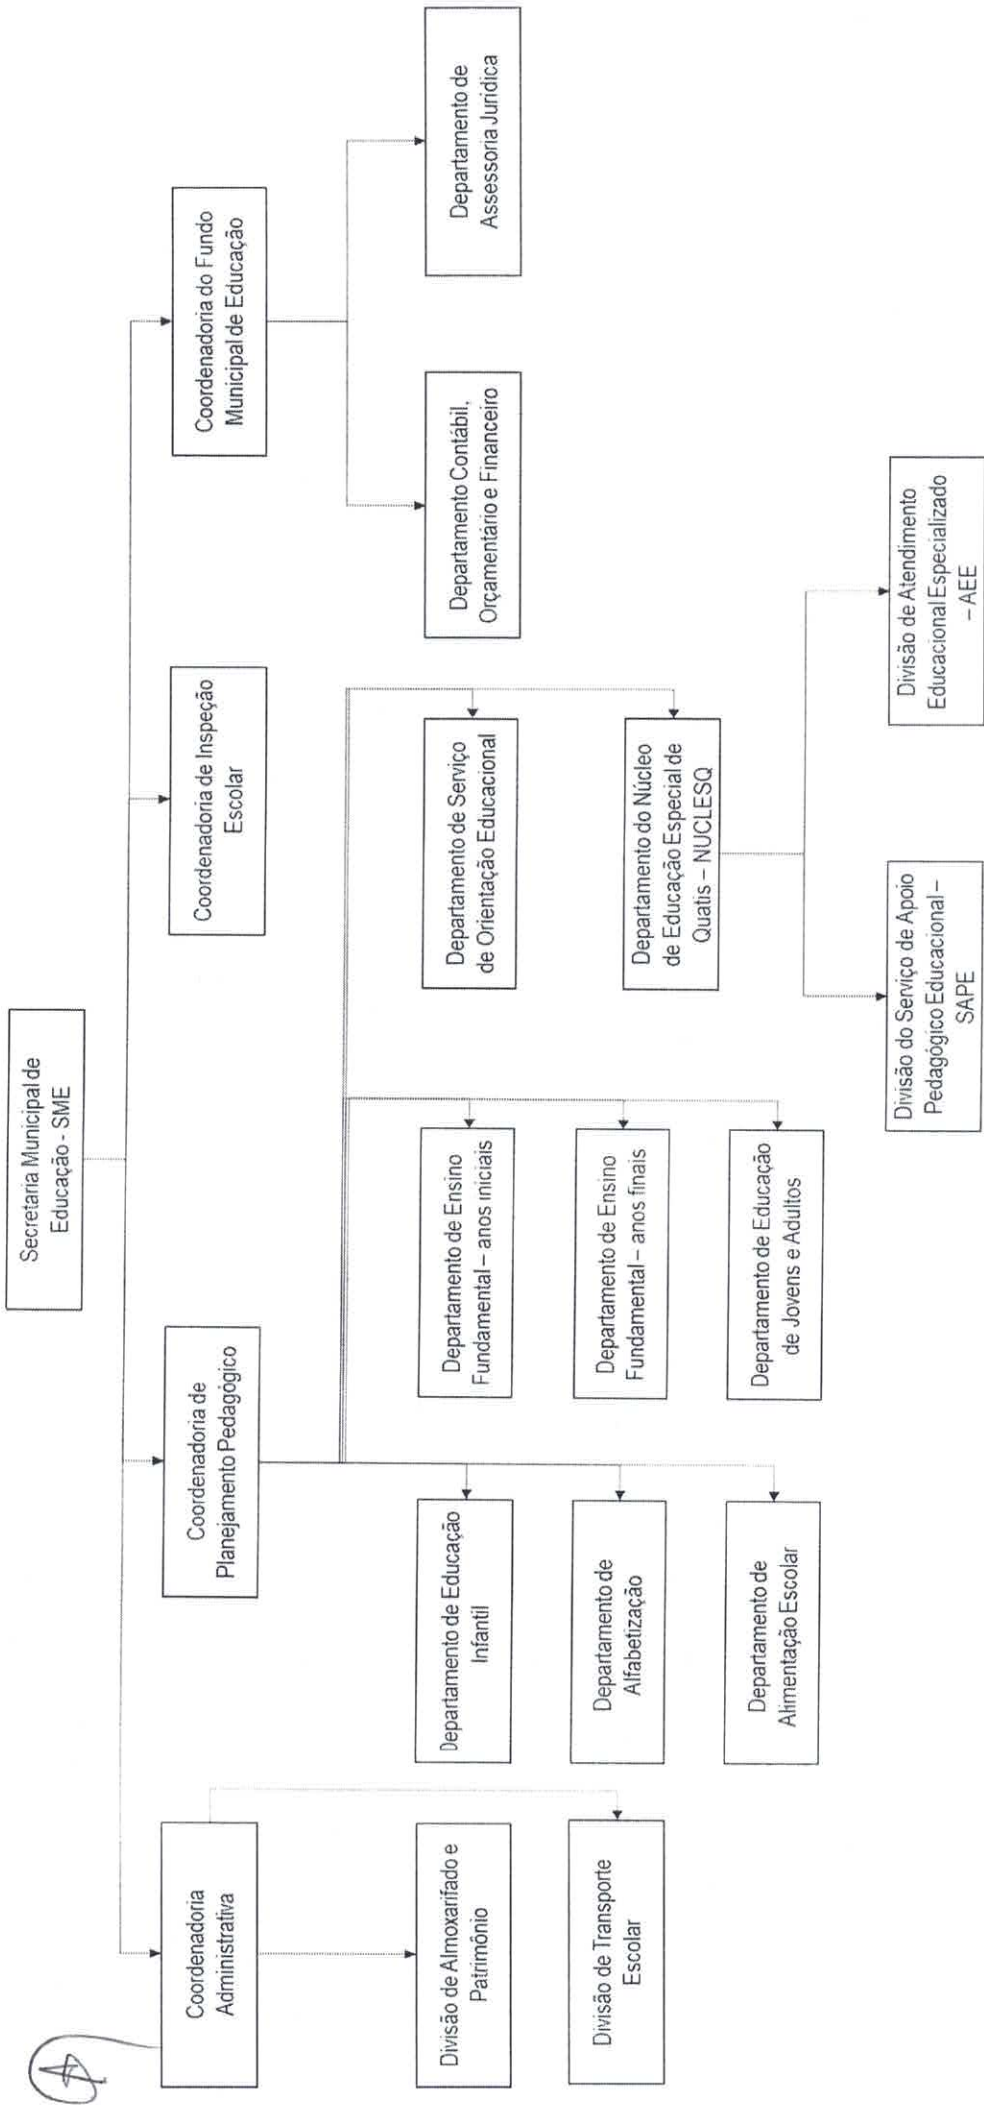 Secretaria Municipal de
Educação - SME
Coordenadoria
Administrativa
Coordenadoria de
Planejamento Pedagógico
Coordenadoria de Inspeção
Escolar
Coordenadoria do Fundo
Municipal de Educação
Divisão de Almoxarifado e
Patrimônio
Divisão de Transporte
Escolar
Departamento de Educação
Infantil
Departamento de
Alfabetização
Departamento de
Alimentação Escolar
Departamento de Ensino
Fundamental – anos iniciais
Departamento de Ensino
Fundamental – anos finais
Departamento de Educação
de Jovens e Adultos
Departamento de Serviço
de Orientação Educacional
Departamento do Núcleo
de Educação Especial de
Quatis – NUCLESQ
Divisão do Serviço de Apoio
Pedagógico Educacional –
SAPE
Divisão de Atendimento
Educacional Especializado
– AEE
Departamento Contábil,
Orçamentário e Financeiro
Departamento de
Assessoria Jurídica